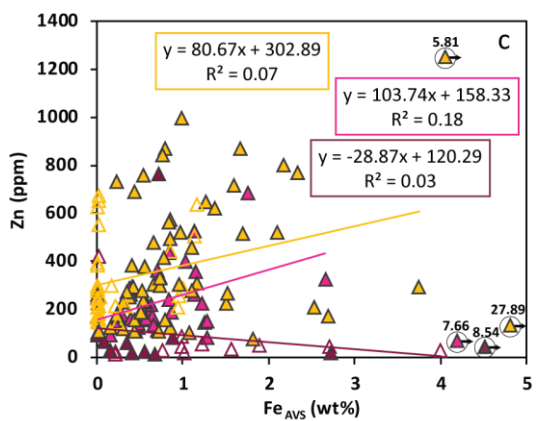 C
5.81
y = 80.67x + 302.89
R² = 0.07
y = 103.74x + 158.33
R² = 0.18
y = -28.87x + 120.29
R² = 0.03
Zn (ppm)
1400
1200
1000
800
600
400
200
0
7.66
8.54
27.89
0
1
2
3
4
5
Fe AVS (wt%)